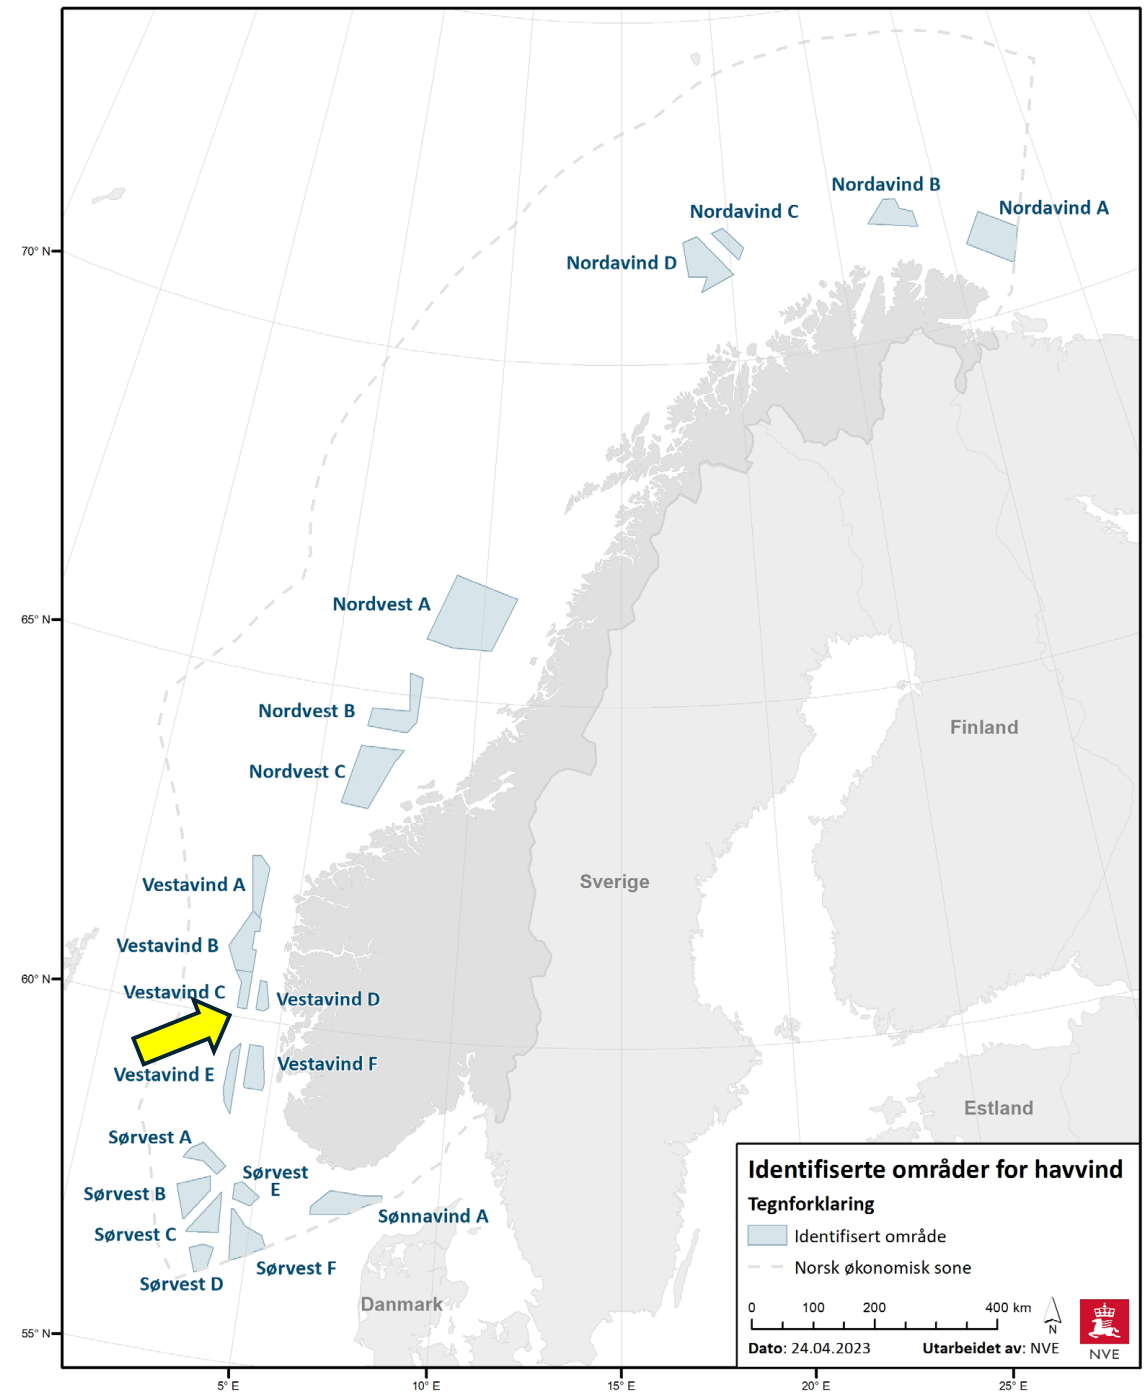 Nordavind B
Nordavind A
Nordavind C
Nordavind D
70° N
Nordvest A
65° N
Nordvest B
Finland
Nordvest C
Sverige
Vestavind A
Vestavind B
60° N
Vestavind C
Vestavind D
Vestavind F
Vestavind E
Estland
Sørvest A
Sørvest
E
Sørvest B
Sønnavind A
Sørvest C
Sørvest F
Sørvest D
Danmark
55° N
5° E
10° E
15° E
20° E
25° E
Identifiserte områder for havvind
Tegnforklaring
Identifisert område
Norsk økonomisk sone
0 100 200 400 km
N
Dato: 24.04.2023 Utarbeidet av: NVE
NVE